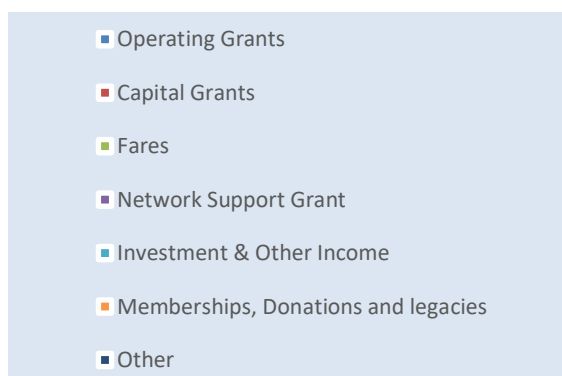 Operating Grants
Capital Grants
Fares
Network Support Grant
Investment & Other Income
Memberships, Donations and legacies
Other